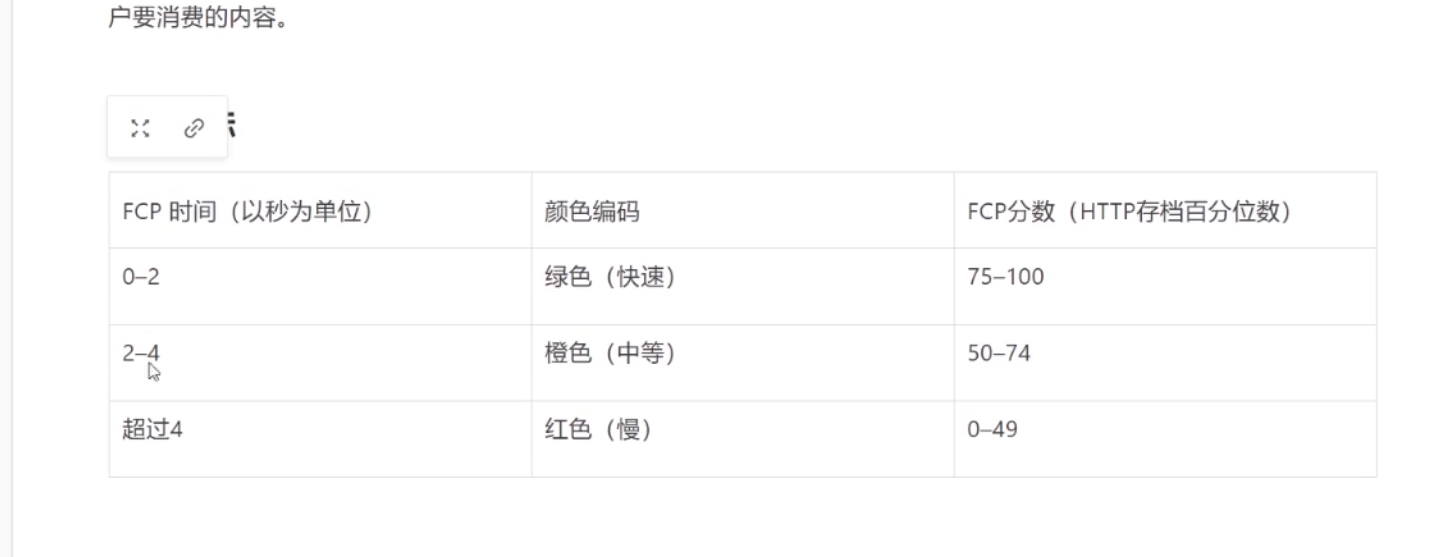 户要消费的内容。
FCP 时间（以秒为单位） 颜色编码 FCP分数（HTTP存档百分位数）
0–2 绿色（快速） 75–100
2–4 橙色（中等） 50–74
超过4 红色（慢） 0–49